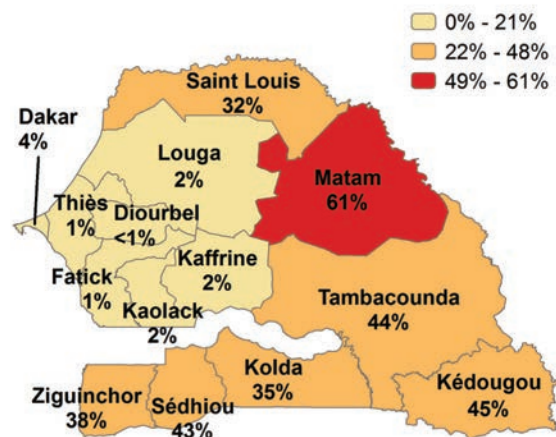 0% - 21%
22% - 48%
49% - 61%
Saint Louis
32%
Dakar
4%
Louga
2%
Matam
61%
Thiès
1%
Diourbel
<1%
Kaffrine
2%
Fatick
1%
Kaolack
2%
Tambacounda
44%
Kolda
35%
Kédougou
45%
Ziguinchor
38%
Sédhiou
43%